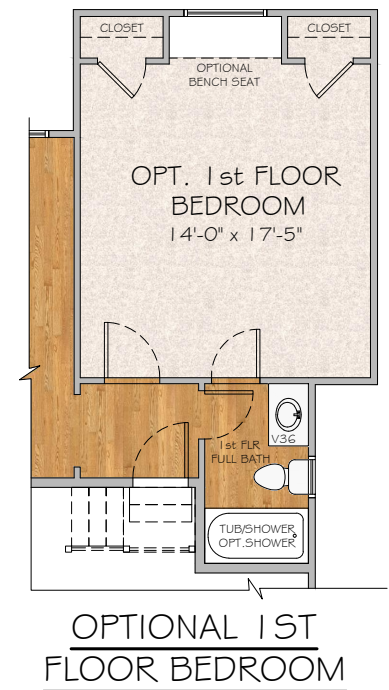 CLOSET
CLOSET
OPTIONAL
BENCH SEAT
OPT. 1st FLOOR
BEDROOM
14'-0" x 17'-5"
V36
1st FLR
FULL BATH
TUB/SHOWER
OPT.SHOWER
OPTIONAL 1ST
FLOOR BEDROOM